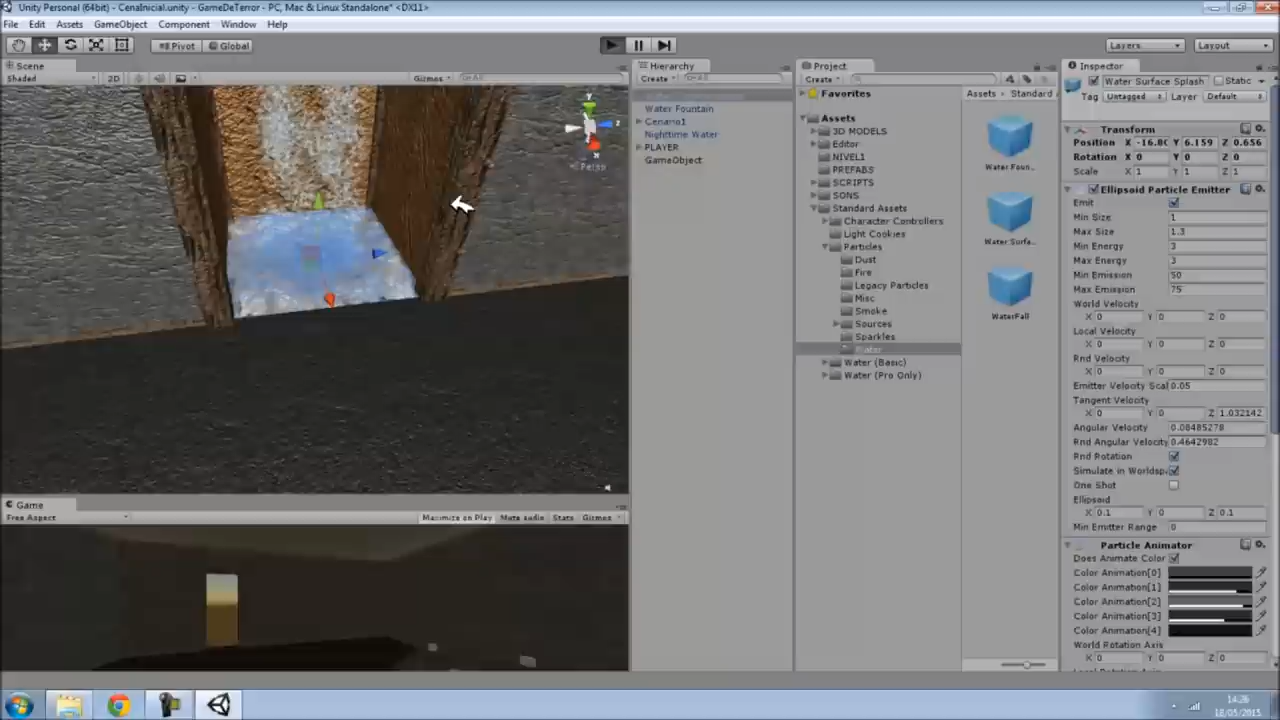 Unity Personal (64bit) - CenaInicial.unity - GameDeTerror - PC, Mac & Linux Standalone* <DX11>
File Edit Assets GameObject Component Window Help
Pivot Global Layers Layout
Scene
Shaded 2D Gizmos All
y
z
x
Persp
Game
Free Aspect Maximize on Play Mute audio Stats Gizmos
Hierarchy
Create All
Water Fountain
Cenario1
Nighttime Water
PLAYER
GameObject
Project
Create
Favorites
Assets
3D MODELS
Editor
NIVEL1
PREFABS
SCRIPTS
SONS
Standard Assets
Character Controllers
Light Cookies
Particles
Dust
Fire
Legacy Particles
Misc
Smoke
Sources
Sparkles
Water
Water (Basic)
Water (Pro Only)
Assets Standard
Water Foun...
Water Surfa...
WaterFall
Inspector
Water Surface Splash Static
Tag Untagged Layer Default
Transform
Position X -16.80 Y 6.159 Z 0.656
Rotation X 0 Y 0 Z 0
Scale X 1 Y 1 Z 1
Ellipsoid Particle Emitter
Emit
Min Size 1
Max Size 1.3
Min Energy 3
Max Energy 3
Min Emission 50
Max Emission 75
World Velocity
X 0 Y 0 Z 0
Local Velocity
X 0 Y 0 Z 0
Rnd Velocity
X 0 Y 0 Z 0
Emitter Velocity Scal 0.05
Tangent Velocity
X 0 Y 0 Z 1.032142
Angular Velocity 0.08485278
Rnd Angular Velocity 0.4642982
Rnd Rotation
Simulate in Worldsp
One Shot
Ellipsoid
X 0.1 Y 0 Z 0.1
Min Emitter Range 0
Particle Animator
Does Animate Color
Color Animation[0]
Color Animation[1]
Color Animation[2]
Color Animation[3]
Color Animation[4]
World Rotation Axis
X 0 Y 0 Z 0
14:26
18/05/2015